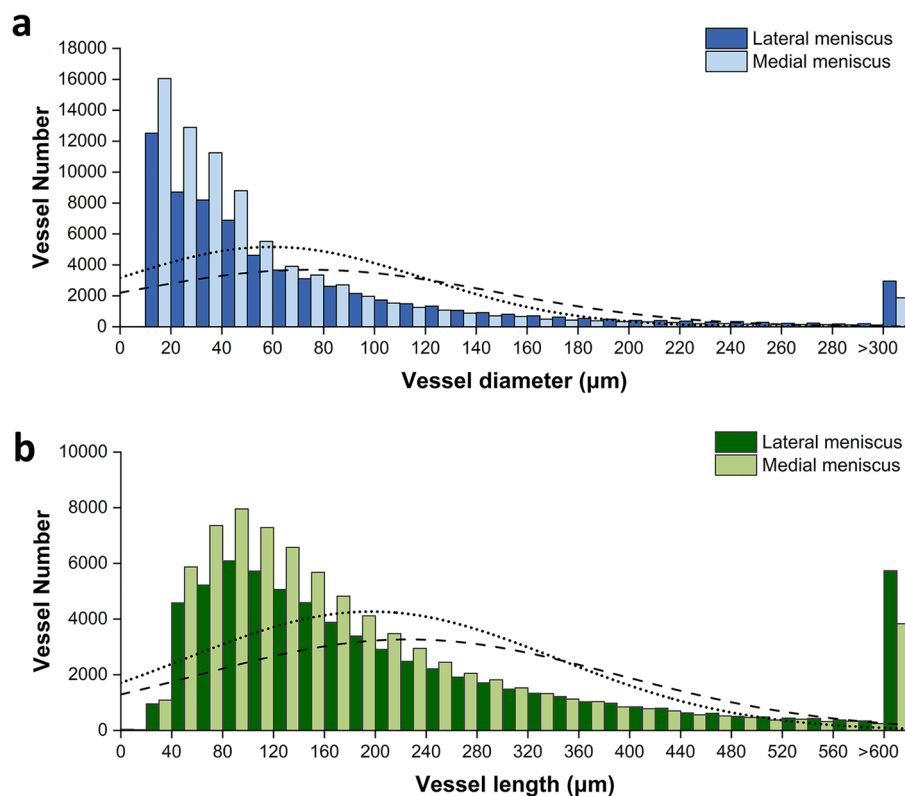 a
Lateral meniscus
Medial meniscus
Vessel Number
18000
16000
14000
12000
10000
8000
6000
4000
2000
0
0 20 40 60 80 100 120 140 160 180 200 220 240 260 280 >300
Vessel diameter (μm)
b
Lateral meniscus
Medial meniscus
Vessel Number
10000
8000
6000
4000
2000
0
0 40 80 120 160 200 240 280 320 360 400 440 480 520 560 >600
Vessel length (μm)